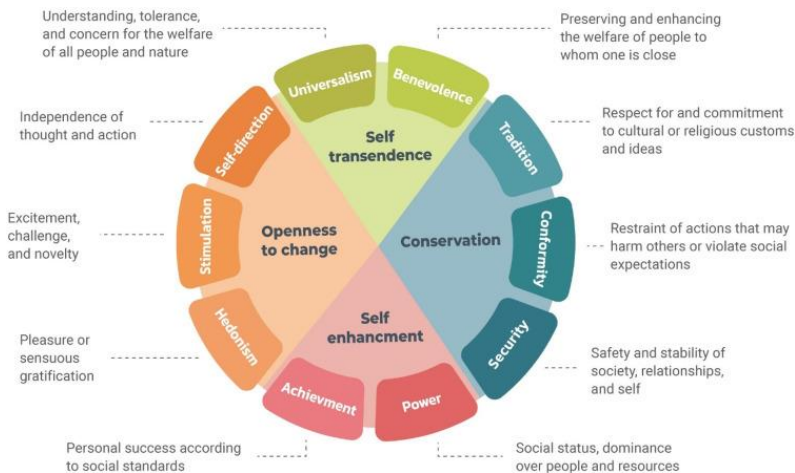 Understanding, tolerance,
and concern for the welfare
of all people and nature
Preserving and enhancing
the welfare of people to
whom one is close
Universalism
Benevolence
Independence of
thought and action
Self-direction
Self
transendence
Tradition
Respect for and commitment
to cultural or religious customs
and ideas
Excitement,
challenge,
and novelty
Stimulation
Openness
to change
Conservation
Conformity
Restraint of actions that may
harm others or violate social
expectations
Pleasure or
sensuous
gratification
Hedonism
Self
enhancment
Security
Safety and stability of
society, relationships,
and self
Achievment
Power
Personal success according
to social standards
Social status, dominance
over people and resources